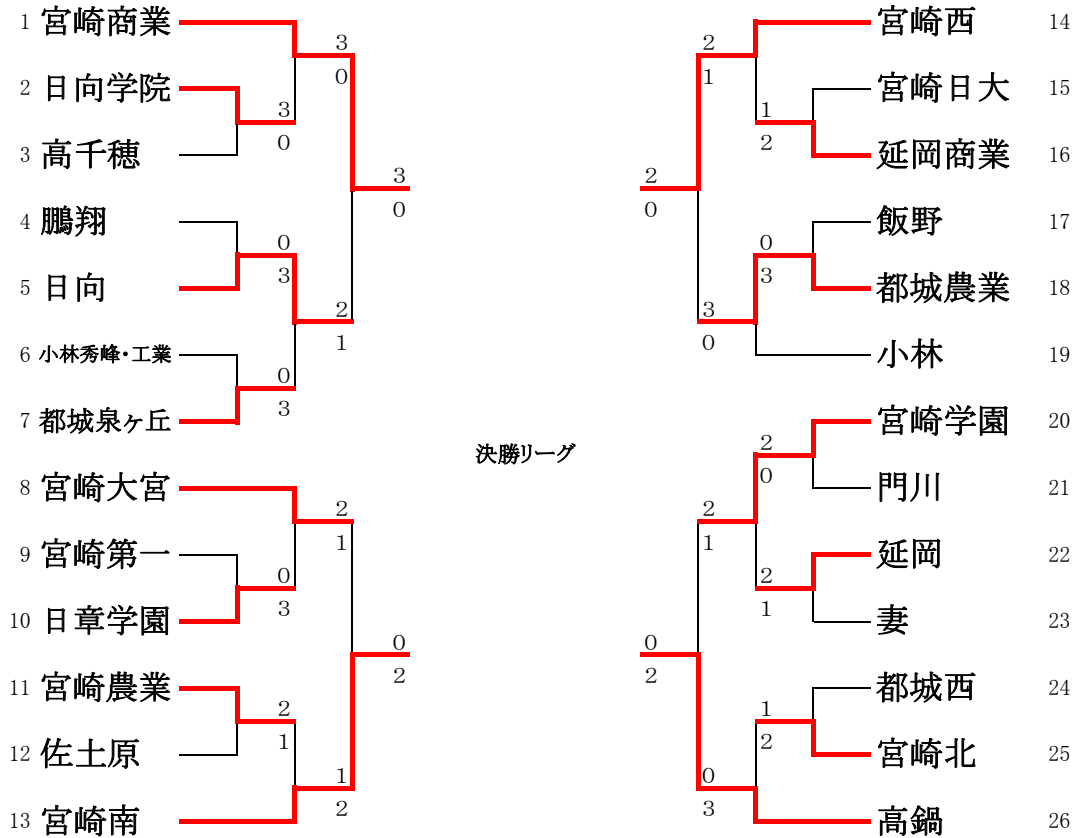 1 宮崎商業
2 日向学院
3 高千穂
4 鵬翔
5 日向
6 小林秀峰・工業
7 都城泉ヶ丘
8 宮崎大宮
9 宮崎第一
10 日章学園
11 宮崎農業
12 佐土原
13 宮崎南
3
0
3
0
0
3
2
1
0
3
3
0
2
1
0
3
2
1
1
2
0
2
決勝リーグ
宮崎西 14
宮崎日大 15
延岡商業 16
飯野 17
都城農業 18
小林 19
宮崎学園 20
門川 21
延岡 22
妻 23
都城西 24
宮崎北 25
高鍋 26
2
1
1
2
2
0
0
3
3
0
2
0
2
1
2
1
0
2
1
2
0
3